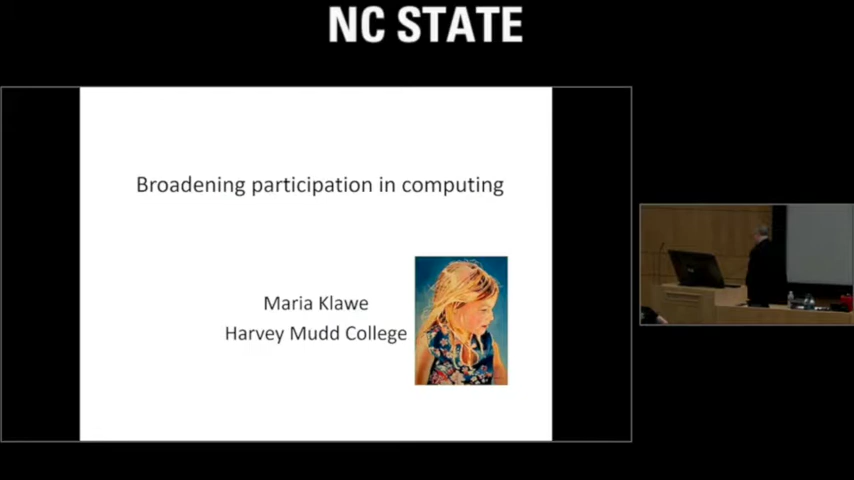 NC STATE
Broadening participation in computing
Maria Klawe
Harvey Mudd College